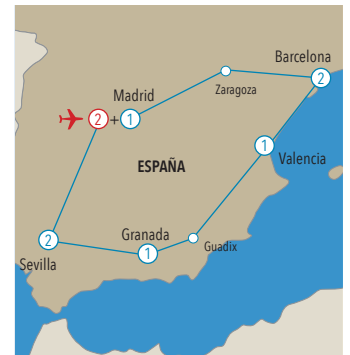 Barcelona
2
Madrid
Zaragoza
2 + 1
ESPAÑA
1
Valencia
Granada
2
1
Guadix
Sevilla